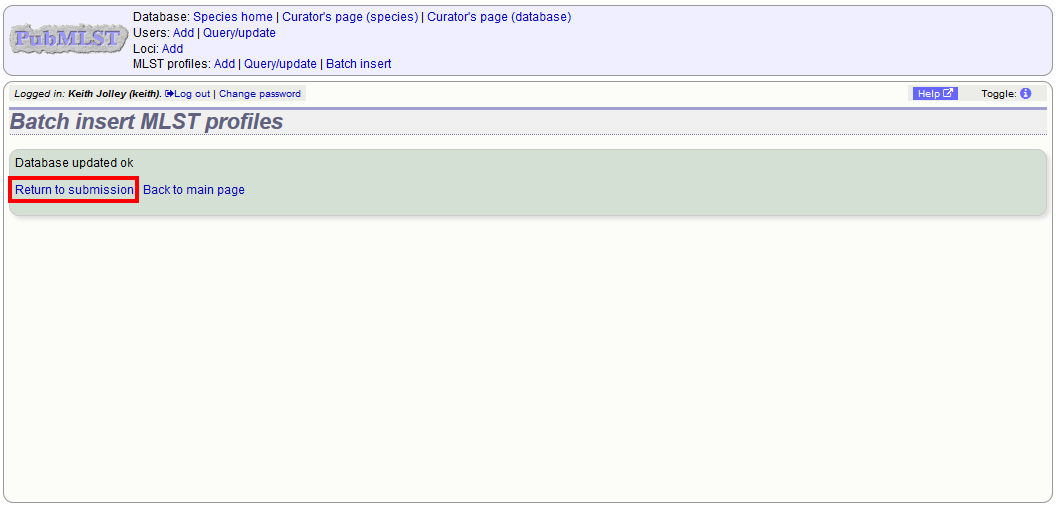 PubMLST
Database: Species home | Curator's page (species) | Curator's page (database)
Users: Add | Query/update
Loci: Add
MLST profiles: Add | Query/update | Batch insert
Logged in: Keith Jolley (keith). Log out | Change password
Help
Toggle:
Batch insert MLST profiles
Database updated ok
Return to submission Back to main page